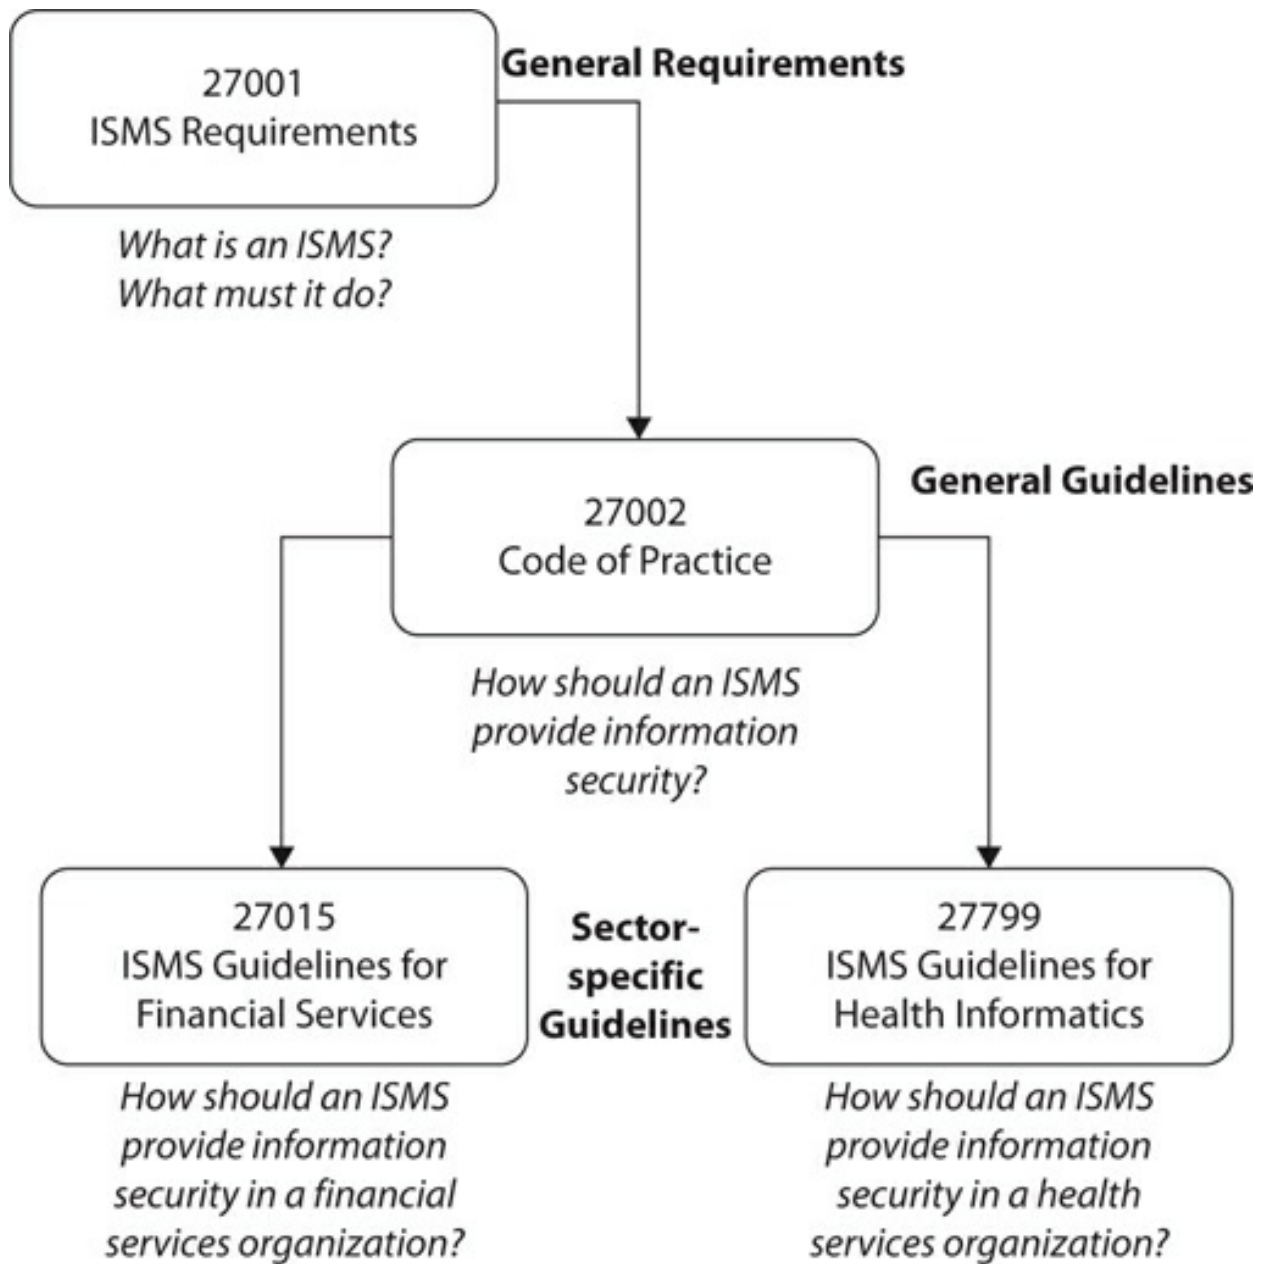 27001
ISMS Requirements
General Requirements
What is an ISMS?
What must it do?
27002
Code of Practice
General Guidelines
How should an ISMS
provide information
security?
27015
ISMS Guidelines for
Financial Services
Sector-
specific
Guidelines
27799
ISMS Guidelines for
Health Informatics
How should an ISMS
provide information
security in a financial
services organization?
How should an ISMS
provide information
security in a health
services organization?